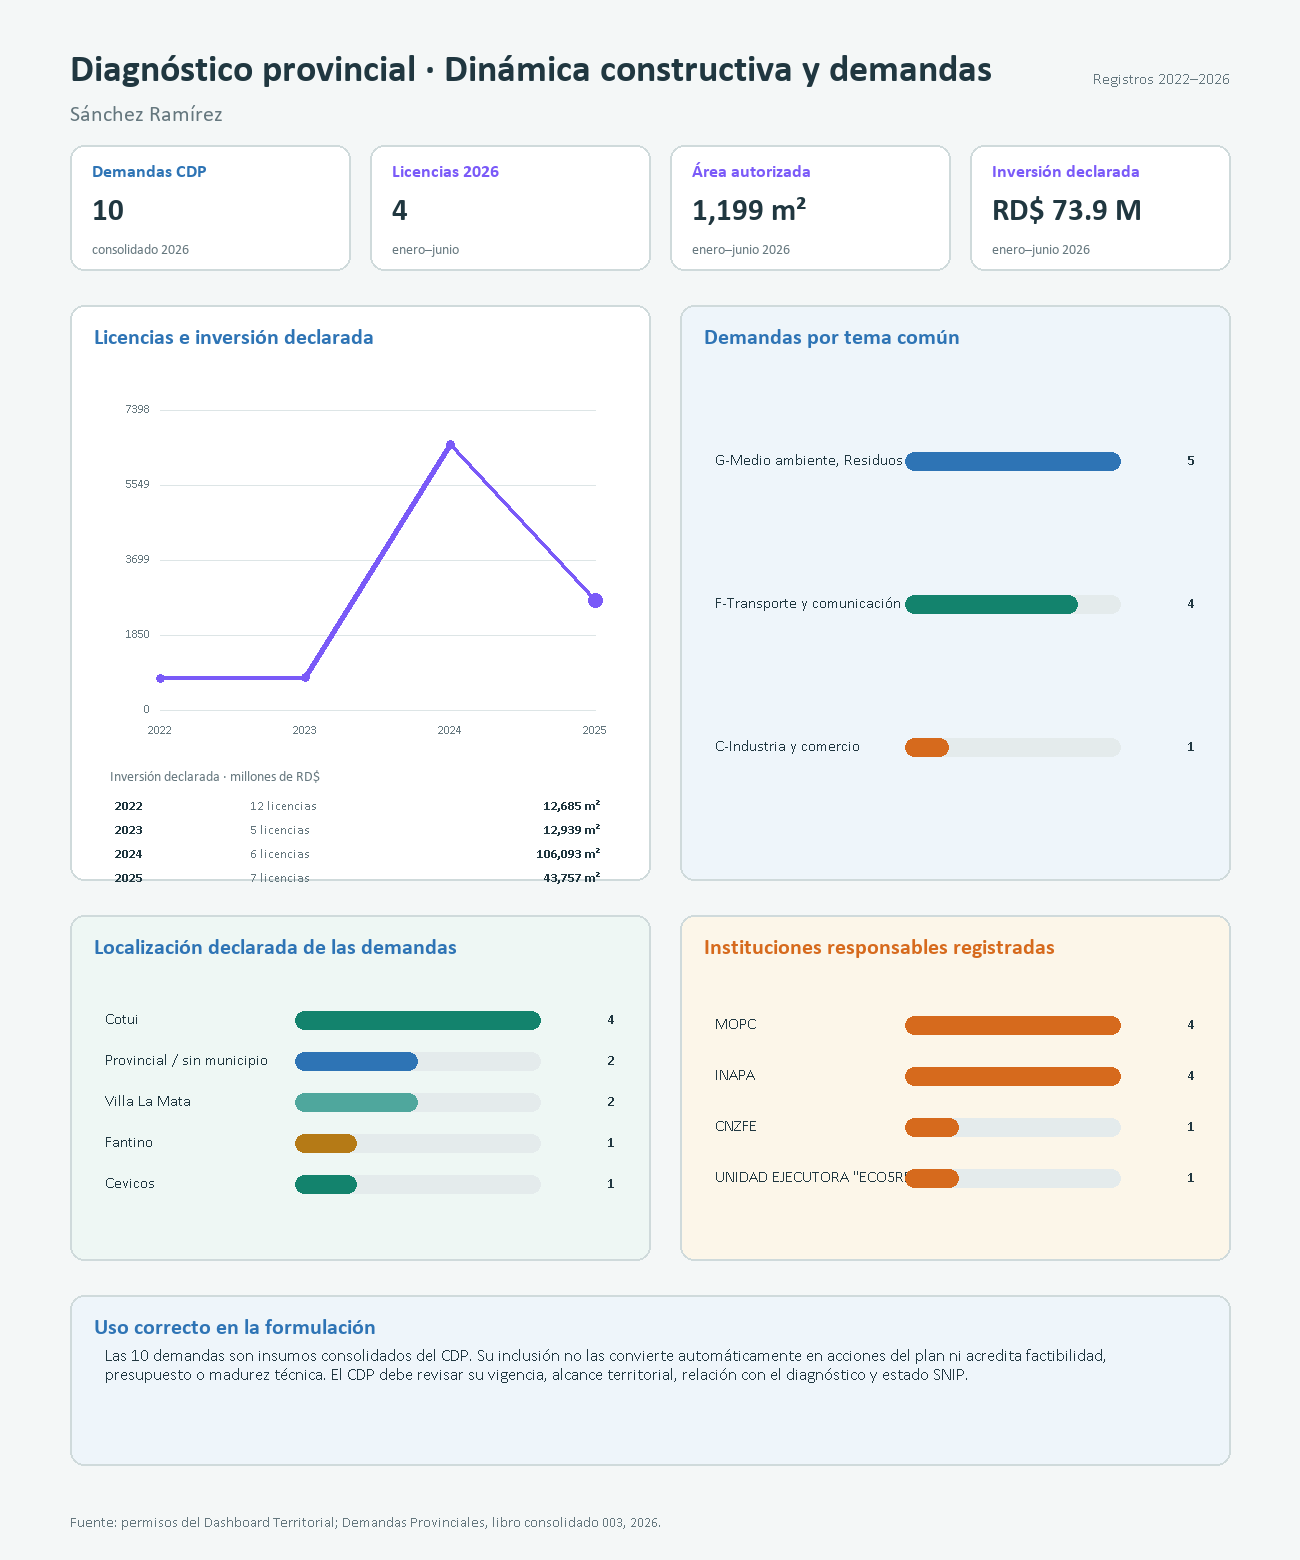 Diagnóstico provincial · Dinámica constructiva y demandas
Registros 2022–2026
Sánchez Ramírez
Demandas CDP
10
consolidado 2026
Licencias 2026
4
enero–junio
Área autorizada
1,199 m²
enero–junio 2026
Inversión declarada
RD$ 73.9 M
enero–junio 2026
Licencias e inversión declarada
7398
5549
3699
1850
0
2022 2023 2024 2025
Inversión declarada · millones de RD$
2022 12 licencias 12,685 m²
2023 5 licencias 12,939 m²
2024 6 licencias 106,093 m²
2025 7 licencias 43,757 m²
Demandas por tema común
G-Medio ambiente, Residuos 5
F-Transporte y comunicación 4
C-Industria y comercio 1
Localización declarada de las demandas
Cotui 4
Provincial / sin municipio 2
Villa La Mata 2
Fantino 1
Cevicos 1
Instituciones responsables registradas
MOPC 4
INAPA 4
CNZFE 1
UNIDAD EJECUTORA "ECO5R 1
Uso correcto en la formulación
Las 10 demandas son insumos consolidados del CDP. Su inclusión no las convierte automáticamente en acciones del plan ni acredita factibilidad,
presupuesto o madurez técnica. El CDP debe revisar su vigencia, alcance territorial, relación con el diagnóstico y estado SNIP.
Fuente: permisos del Dashboard Territorial; Demandas Provinciales, libro consolidado 003, 2026.